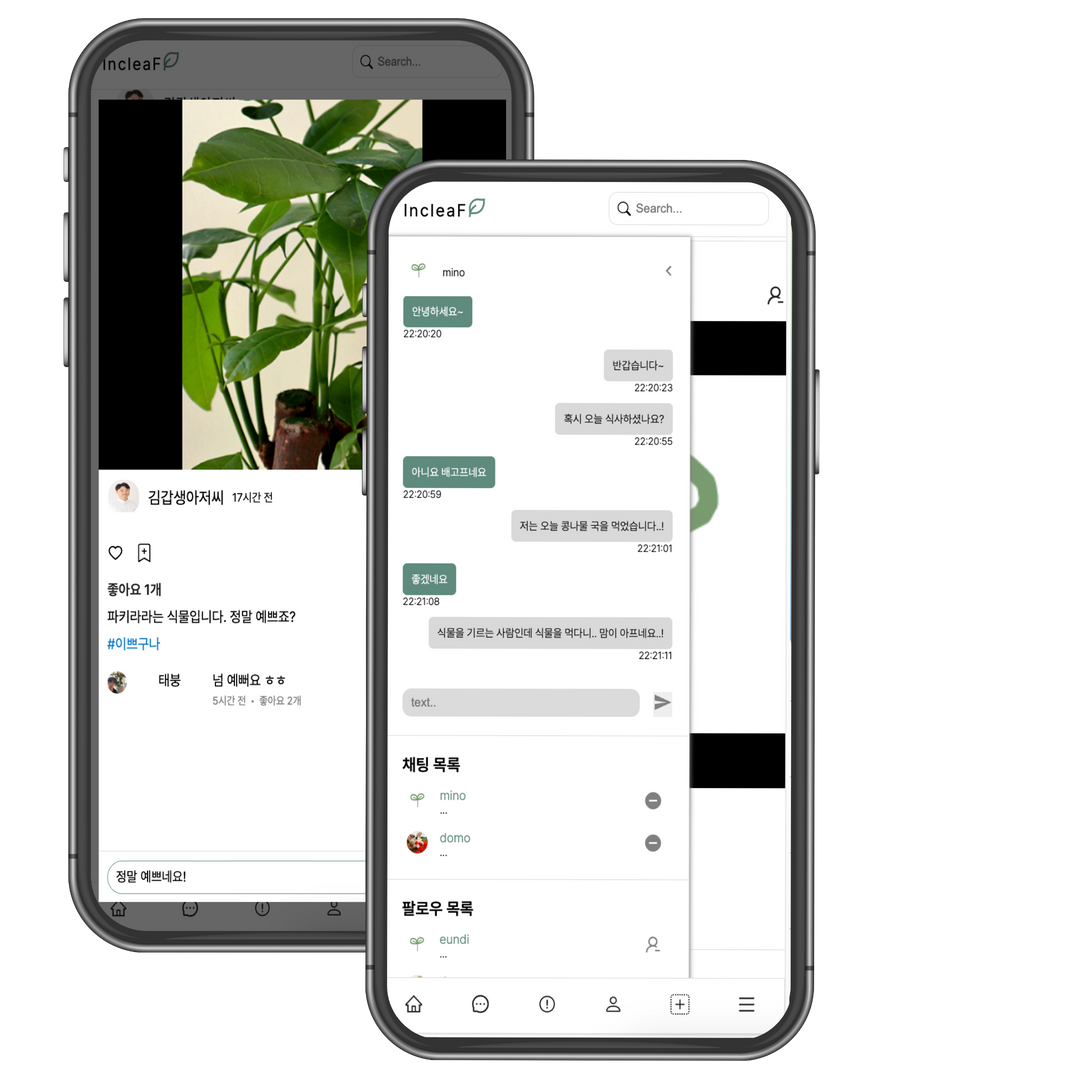 IncleaF
Search...
김갑생아저씨 17시간 전
좋아요 1개
파키라라는 식물입니다. 정말 예쁘죠?
#이쁘구나
태붕 넘 예뻐요 ㅎㅎ
5시간 전 • 좋아요 2개
정말 예쁘네요!
IncleaF
Search...
mino
안녕하세요~
22:20:20
반갑습니다~
22:20:23
혹시 오늘 식사하셨나요?
22:20:55
아니요 배고프네요
22:20:59
저는 오늘 콩나물 국을 먹었습니다..!
22:21:01
좋겠네요
22:21:08
식물을 기르는 사람인데 식물을 먹다니.. 맘이 아프네요..!
22:21:11
text..
채팅 목록
mino
...
domo
...
팔로우 목록
eundi
...